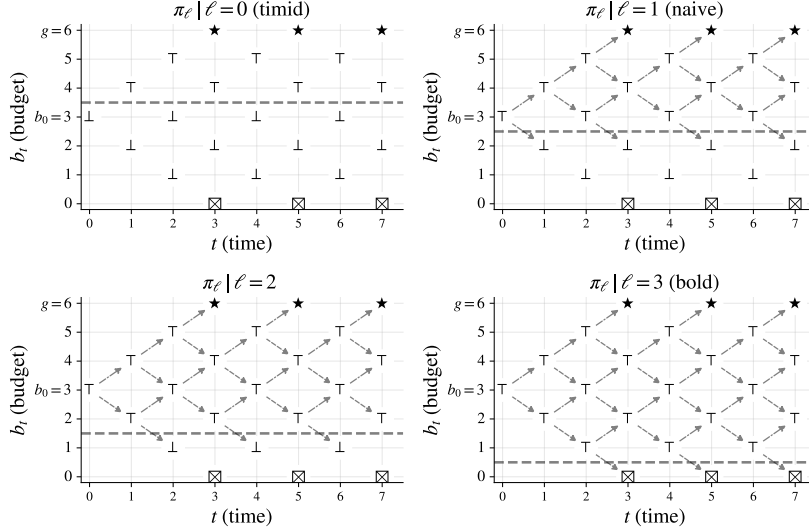 π_ℓ | ℓ = 0 (timid)
g = 6
5
4
b₀ = 3
2
1
0
b_t (budget)
0 1 2 3 4 5 6 7
t (time)
π_ℓ | ℓ = 1 (naive)
g = 6
5
4
b₀ = 3
2
1
0
b_t (budget)
0 1 2 3 4 5 6 7
t (time)
π_ℓ | ℓ = 2
g = 6
5
4
b₀ = 3
2
1
0
b_t (budget)
0 1 2 3 4 5 6 7
t (time)
π_ℓ | ℓ = 3 (bold)
g = 6
5
4
b₀ = 3
2
1
0
b_t (budget)
0 1 2 3 4 5 6 7
t (time)